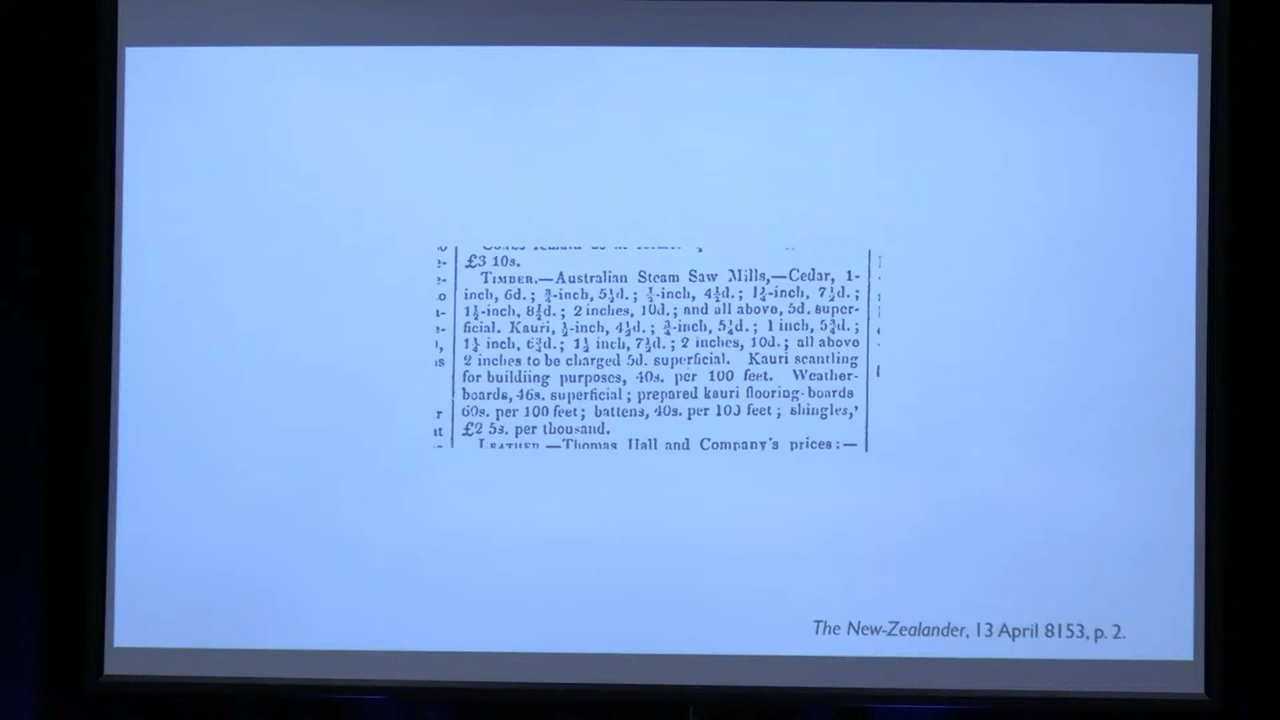 £3 10s.
TIMBER.—Australian Steam Saw Mills,—Cedar, 1-
inch, 6d.; ¾-inch, 5½d.; ½-inch, 4½d.; 1¼-inch, 7½d.;
1½-inch, 8½d.; 2 inches, 10d.; and all above, 5d. super-
ficial. Kauri, ½-inch, 4½d.; ¾-inch, 5¼d.; 1 inch, 5¾d.;
1¼ inch, 6¾d.; 1½ inch, 7½d.; 2 inches, 10d.; all above
2 inches to be charged 5d. superficial. Kauri scantling
for buildiing purposes, 40s. per 100 feet. Weather-
boards, 46s. superficial; prepared kauri flooring-boards
60s. per 100 feet; battens, 40s. per 100 feet; shingles,
£2 5s. per thousand.
LEATHER.—Thomas Hall and Company's prices:—
The New-Zealander, 13 April 8153, p. 2.